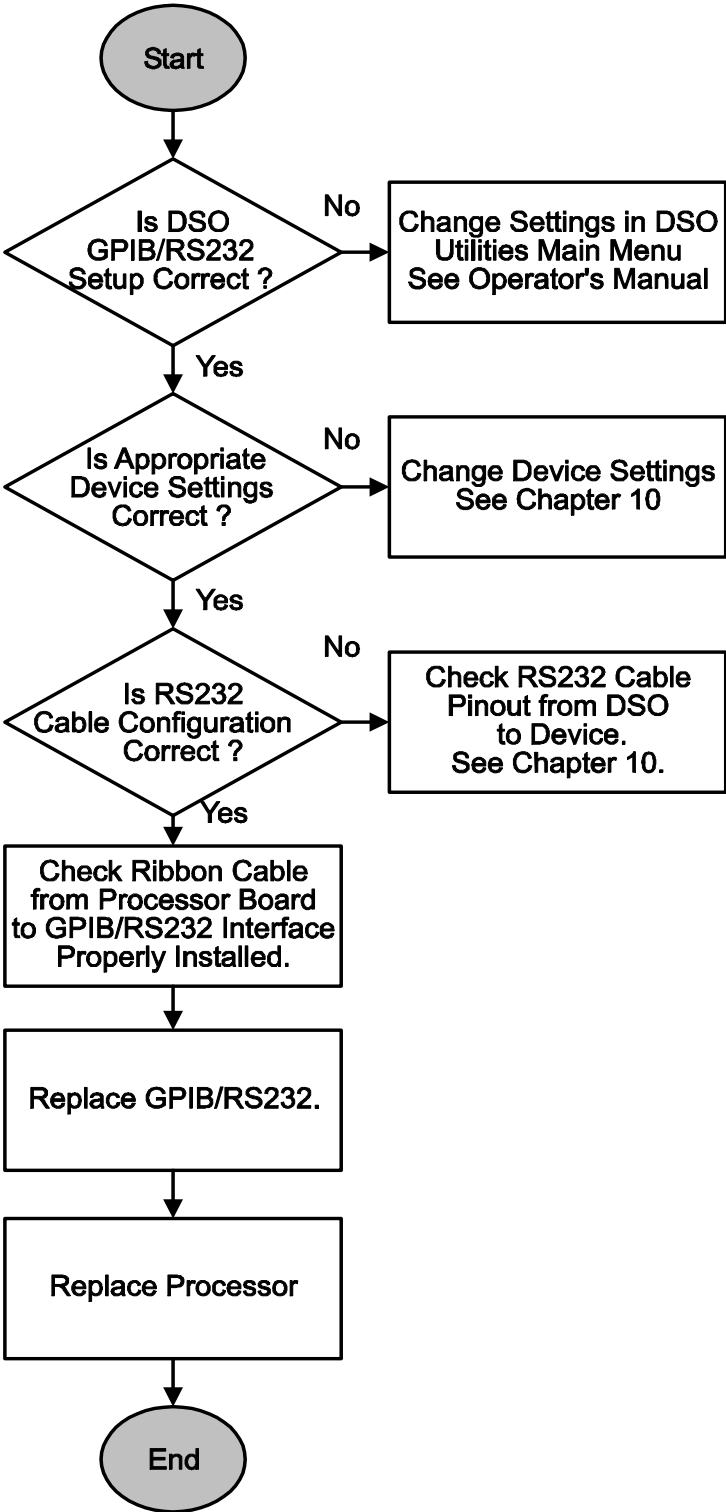 Start
Is DSO
GPIB/RS232
Setup Correct ?
No
Change Settings in DSO
Utilities Main Menu
See Operator's Manual
Yes
Is Appropriate
Device Settings
Correct ?
No
Change Device Settings
See Chapter 10
Yes
Is RS232
Cable Configuration
Correct ?
No
Check RS232 Cable
Pinout from DSO
to Device.
See Chapter 10.
Yes
Check Ribbon Cable
from Processor Board
to GPIB/RS232 Interface
Properly Installed.
Replace GPIB/RS232.
Replace Processor
End